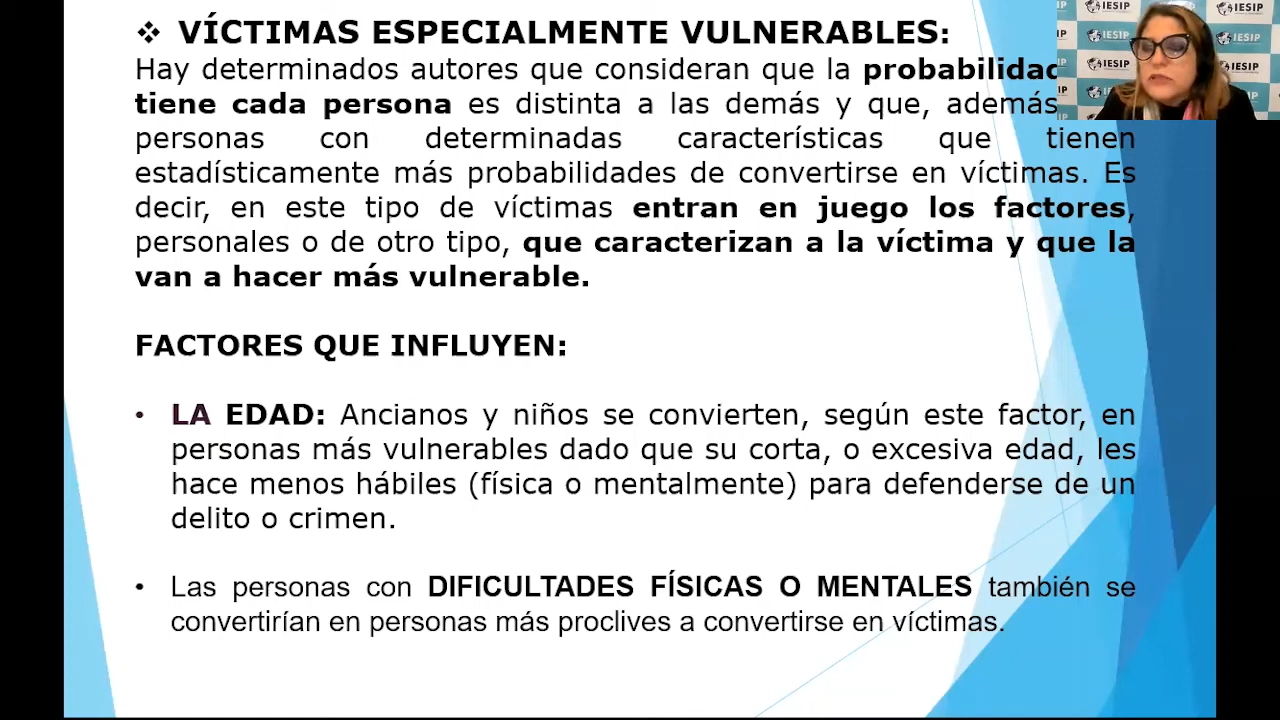 ❖ VÍCTIMAS ESPECIALMENTE VULNERABLES:
Hay determinados autores que consideran que la probabilidad
tiene cada persona es distinta a las demás y que, además
personas con determinadas características que tienen
estadísticamente más probabilidades de convertirse en víctimas. Es
decir, en este tipo de víctimas entran en juego los factores,
personales o de otro tipo, que caracterizan a la víctima y que la
van a hacer más vulnerable.
FACTORES QUE INFLUYEN:
• LA EDAD: Ancianos y niños se convierten, según este factor, en
personas más vulnerables dado que su corta, o excesiva edad, les
hace menos hábiles (física o mentalmente) para defenderse de un
delito o crimen.
• Las personas con DIFICULTADES FÍSICAS O MENTALES también se
convertirían en personas más proclives a convertirse en víctimas.
IESIP
IESIP
IESIP
IESIP
IESIP
IESIP